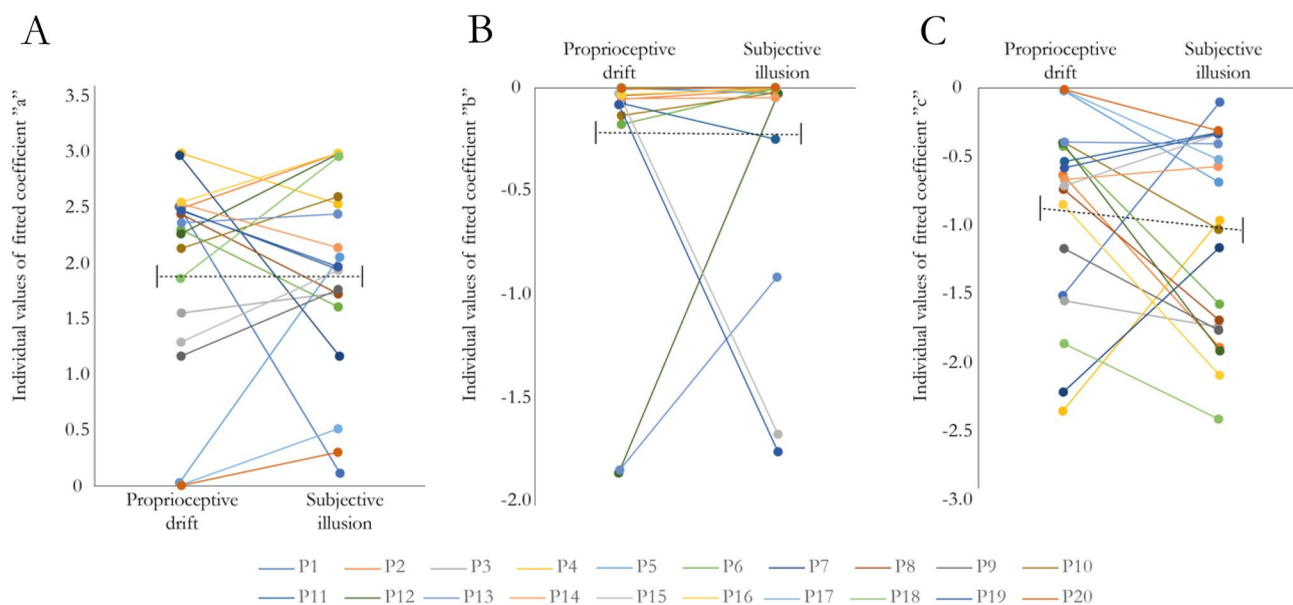 A
Individual values of fitted coefficient "a"
3.5
3.0
2.5
2.0
1.5
1.0
0.5
0
Proprioceptive
drift
Subjective
illusion
B
Proprioceptive
drift
Subjective
illusion
Individual values of fitted coefficient "b"
0
-0.5
-1.0
-1.5
-2.0
C
Proprioceptive
drift
Subjective
illusion
Individual values of fitted coefficient "c"
0
-0.5
-1.0
-1.5
-2.0
-2.5
-3.0
P1 P2 P3 P4 P5 P6 P7 P8 P9 P10
P11 P12 P13 P14 P15 P16 P17 P18 P19 P20